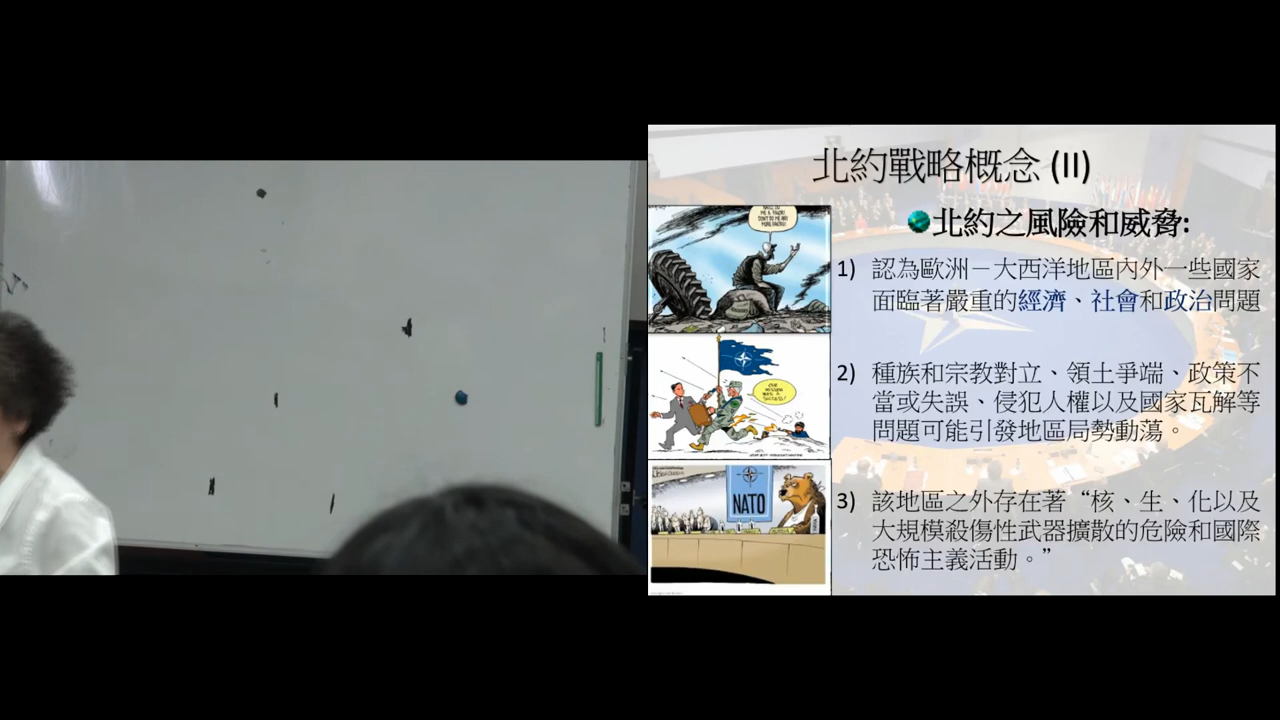 北約戰略概念 (II)
北約之風險和威脅:
1) 認為歐洲－大西洋地區內外一些國家
面臨著嚴重的經濟、社會和政治問題
2) 種族和宗教對立、領土爭端、政策不
當或失誤、侵犯人權以及國家瓦解等
問題可能引發地區局勢動蕩。
3) 該地區之外存在著“核、生、化以及
大規模殺傷性武器擴散的危險和國際
恐怖主義活動。”
NATO